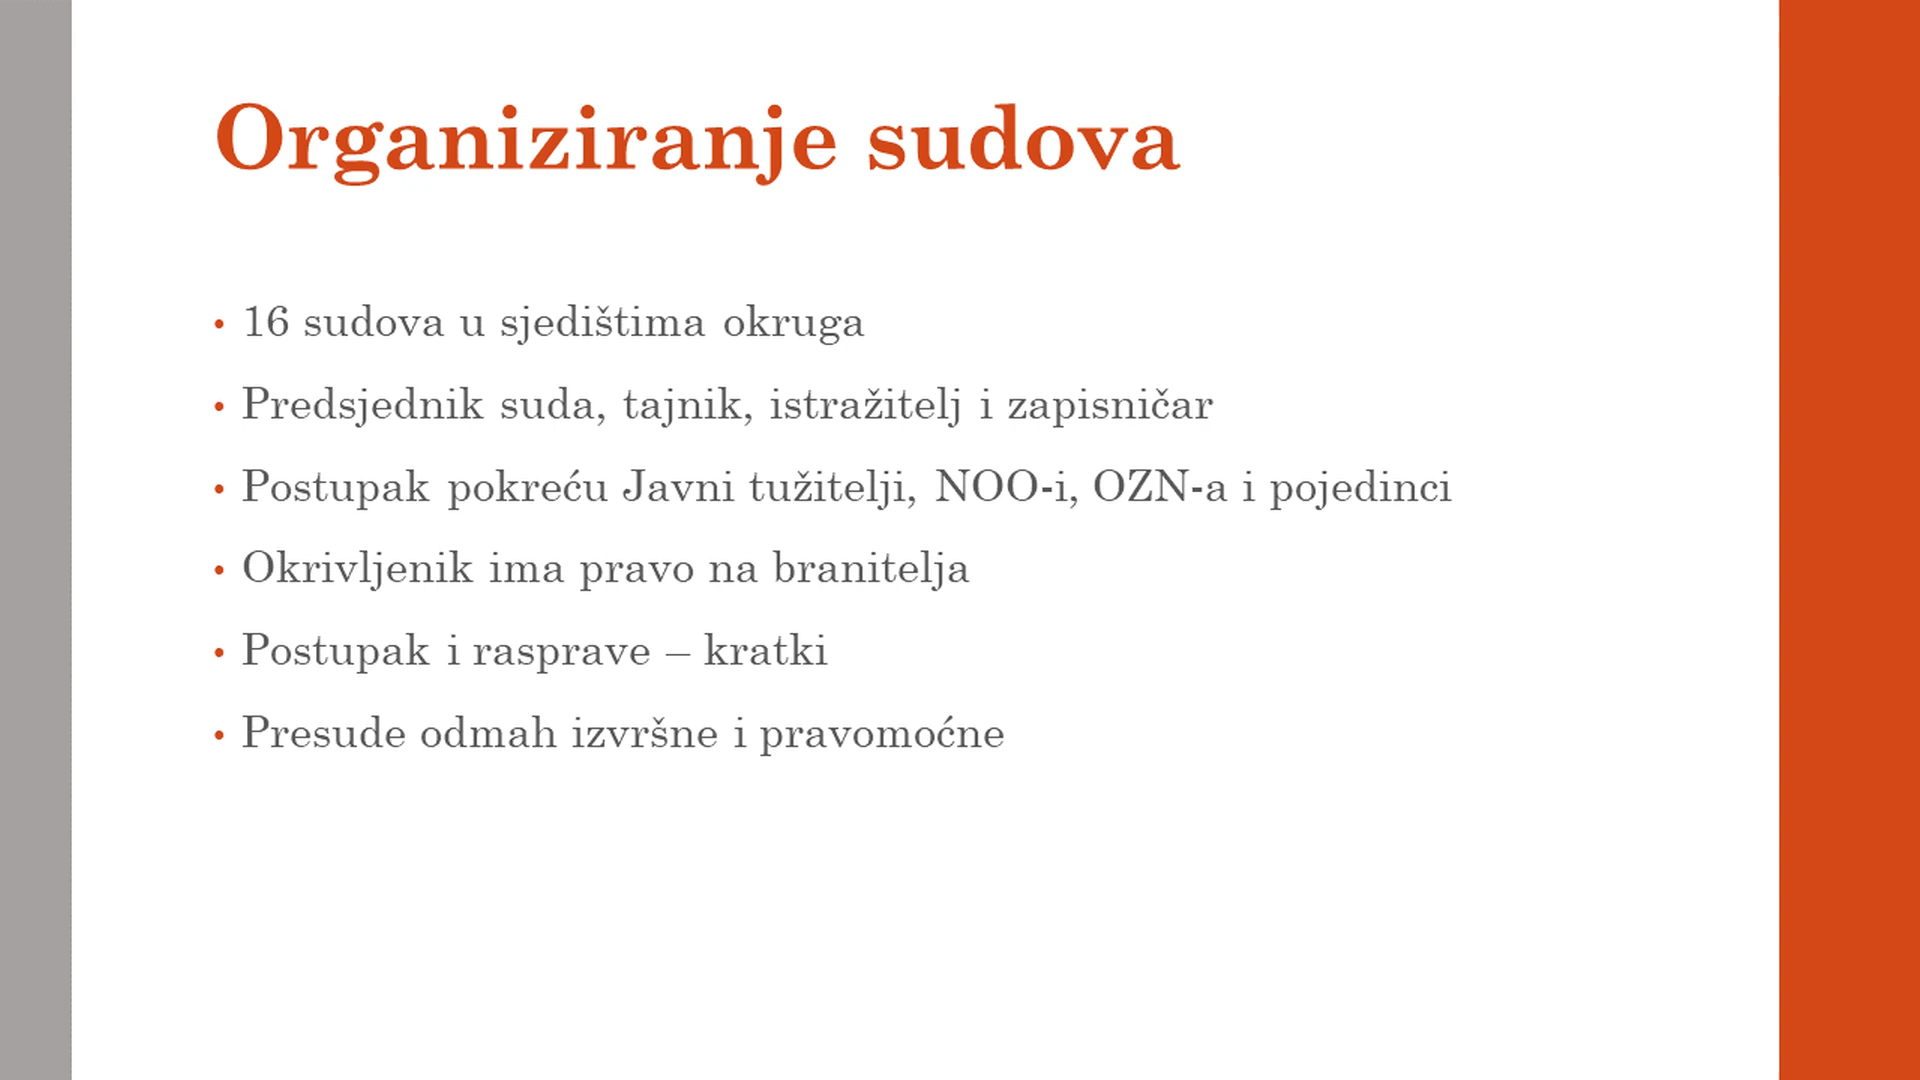 Organiziranje sudova
• 16 sudova u sjedištima okruga
• Predsjednik suda, tajnik, istražitelj i zapisničar
• Postupak pokreću Javni tužitelji, NOO-i, OZN-a i pojedinci
• Okrivljenik ima pravo na branitelja
• Postupak i rasprave – kratki
• Presude odmah izvršne i pravomoćne